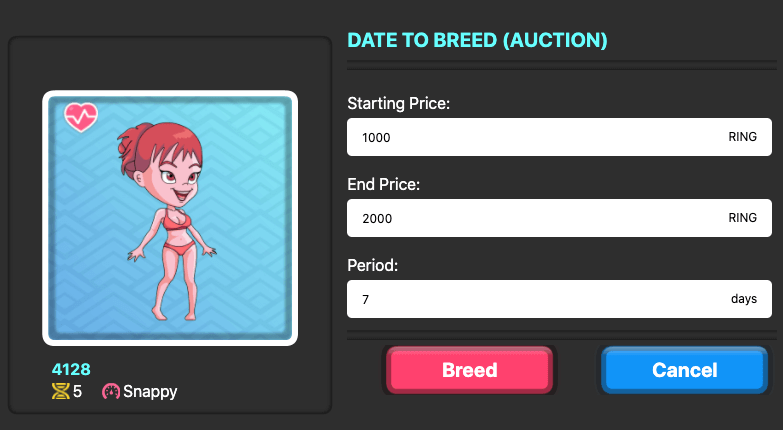 DATE TO BREED (AUCTION)
Starting Price:
1000 RING
End Price:
2000 RING
Period:
7 days
4128
5 Snappy
Breed Cancel